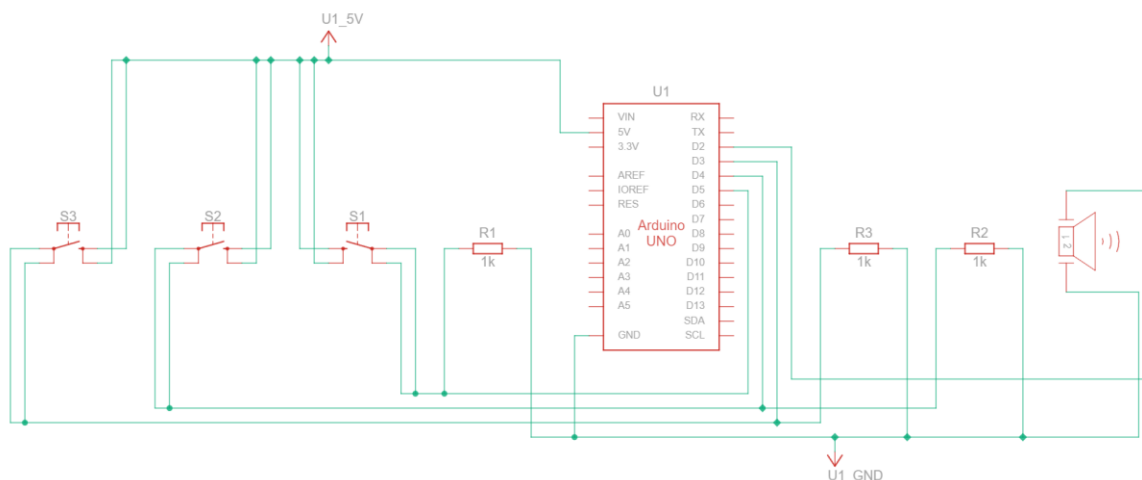 U1_5V
U1
VIN
5V
3.3V
AREF
IOREF
RES
A0
A1
A2
A3
A4
A5
GND
Arduino
UNO
RX
TX
D2
D3
D4
D5
D6
D7
D8
D9
D10
D11
D12
D13
SDA
SCL
S3
S2
S1
R1
1k
R3
1k
R2
1k
1 2
U1_GND